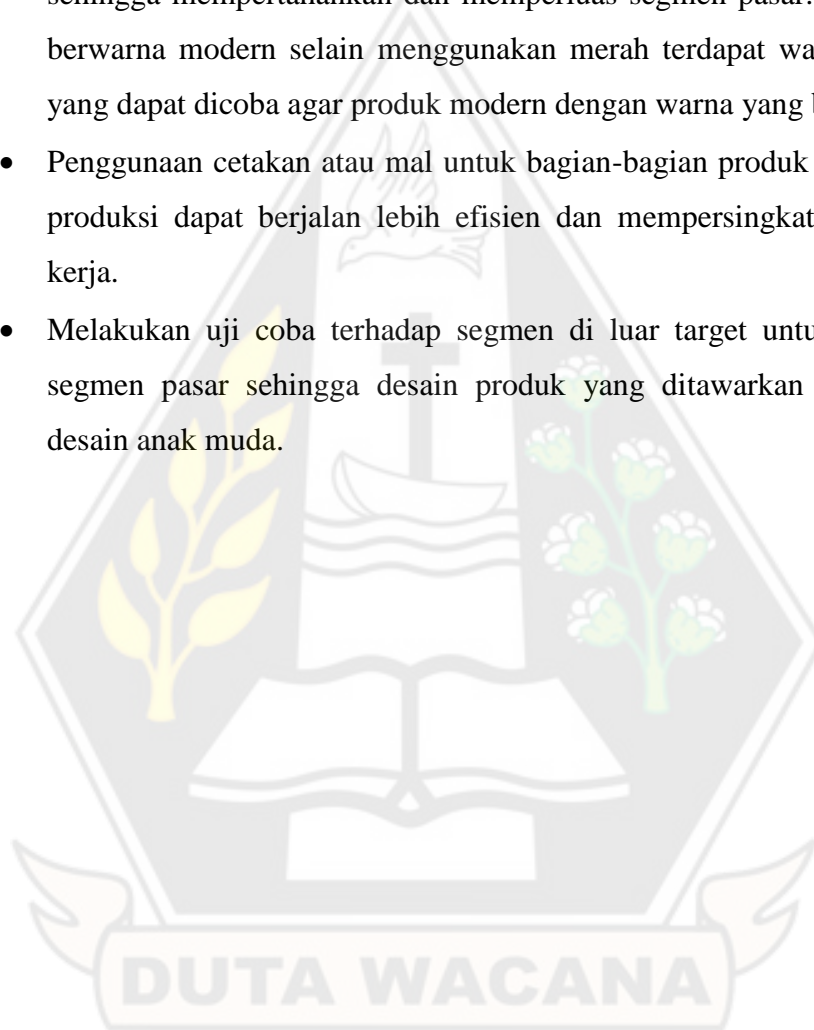 sehingga mempertahankan dan memperluas segmen pasar.
berwarna modern selain menggunakan merah terdapat
yang dapat dicoba agar produk modern dengan warna yang
• Penggunaan cetakan atau mal untuk bagian-bagian produk
produksi dapat berjalan lebih efisien dan mempersingkat
kerja.
• Melakukan uji coba terhadap segmen di luar target
segmen pasar sehingga desain produk yang ditawarkan
desain anak muda.
DUTA WACANA